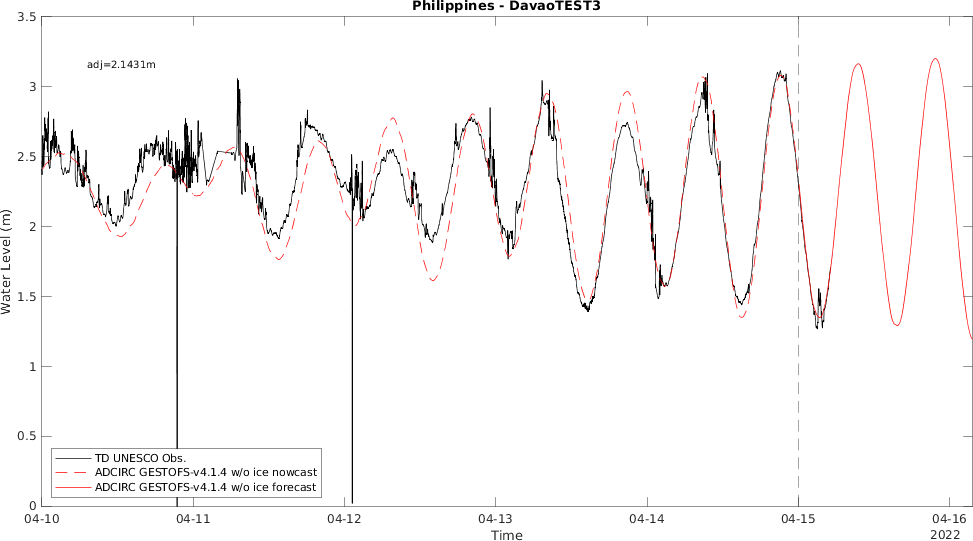 Philippines - DavaoTEST3
3.5
adj=2.1431m
3
2.5
2
1.5
1
0.5
0
Water Level (m)
TD UNESCO Obs.
ADCIRC GESTOFS-v4.1.4 w/o ice nowcast
ADCIRC GESTOFS-v4.1.4 w/o ice forecast
04-10 04-11 04-12 04-13 04-14 04-15 04-16
Time
2022